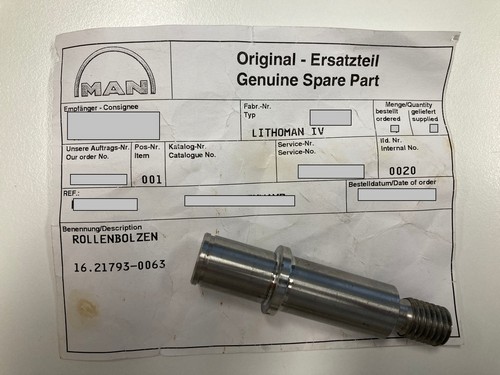 MAN
Original - Ersatzteil
Genuine Spare Part
Empfänger - Consignee
Fabr.-Nr.
Typ
LITHOMAN IV
Menge/Quantity
bestellt geliefert
ordered supplied
Unsere Auftrags-Nr.
Our order No.
Pos-Nr.
Item
001
Katalog-Nr
Catalogue No.
Service-Nr.
Service-No.
lfd. Nr.
Internal No.
0020
REF.:
Bestelldatum/Date of order
Benennung/Description
ROLLENBOLZEN
16.21793-0063